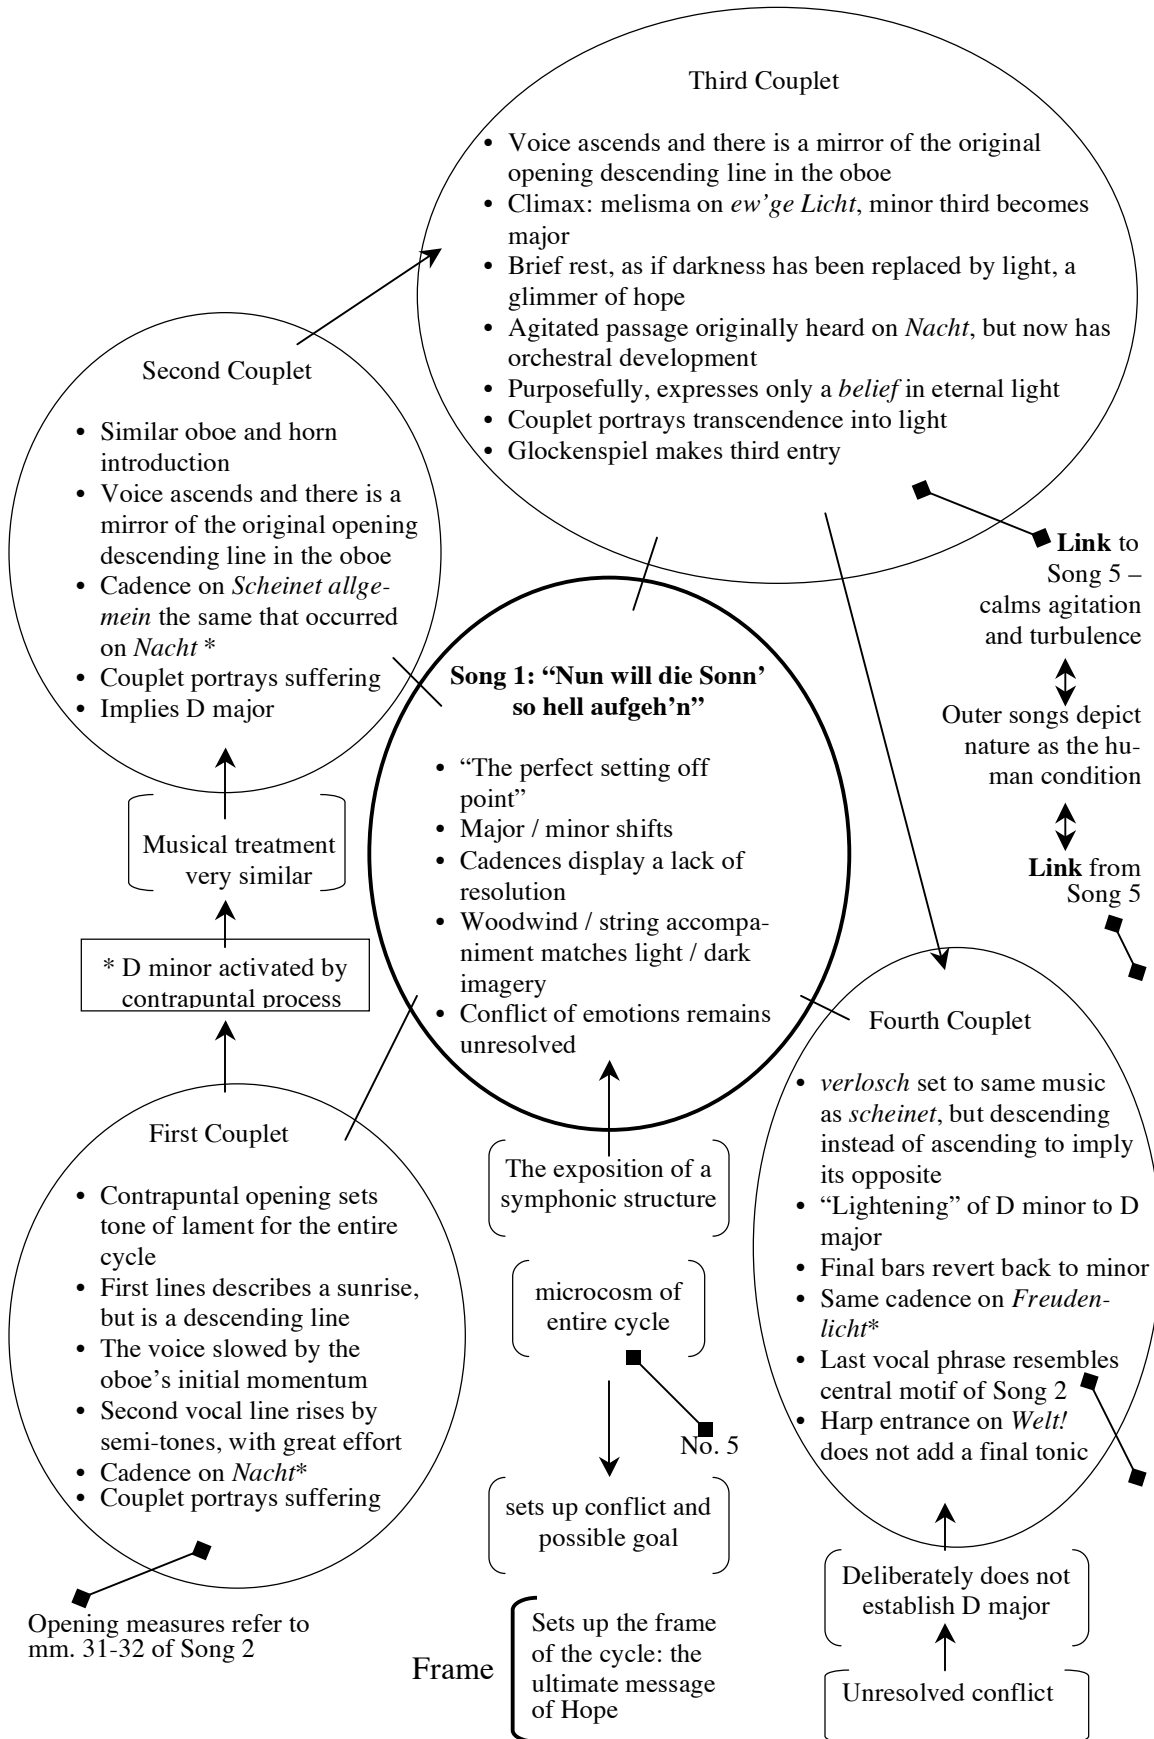 Third Couplet
• Voice ascends and there is a mirror of the original
opening descending line in the oboe
• Climax: melisma on ew’ge Licht, minor third becomes
major
• Brief rest, as if darkness has been replaced by light, a
glimmer of hope
• Agitated passage originally heard on Nacht, but now has
orchestral development
• Purposefully, expresses only a belief in eternal light
• Couplet portrays transcendence into light
• Glockenspiel makes third entry
Second Couplet
• Similar oboe and horn
introduction
• Voice ascends and there is a
mirror of the original opening
descending line in the oboe
• Cadence on Scheinet allge-
mein the same that occurred
on Nacht *
• Couplet portrays suffering
• Implies D major
Link to
Song 5 –
calms agitation
and turbulence
Outer songs depict
nature as the hu-
man condition
Link from
Song 5
Song 1: “Nun will die Sonn’
so hell aufgeh’n”
• “The perfect setting off
point”
• Major / minor shifts
• Cadences display a lack of
resolution
• Woodwind / string accompa-
niment matches light / dark
imagery
• Conflict of emotions remains
unresolved
Musical treatment
very similar
* D minor activated by
contrapuntal process
First Couplet
• Contrapuntal opening sets
tone of lament for the entire
cycle
• First lines describes a sunrise,
but is a descending line
• The voice slowed by the
oboe’s initial momentum
• Second vocal line rises by
semi-tones, with great effort
• Cadence on Nacht*
• Couplet portrays suffering
Opening measures refer to
mm. 31-32 of Song 2
The exposition of a
symphonic structure
microcosm of
entire cycle
No. 5
sets up conflict and
possible goal
Frame
Sets up the frame
of the cycle: the
ultimate message
of Hope
Fourth Couplet
• verlosch set to same music
as scheinet, but descending
instead of ascending to imply
its opposite
• “Lightening” of D minor to D
major
• Final bars revert back to minor
• Same cadence on Freuden-
licht*
• Last vocal phrase resembles
central motif of Song 2
• Harp entrance on Welt!
does not add a final tonic
Deliberately does not
establish D major
Unresolved conflict